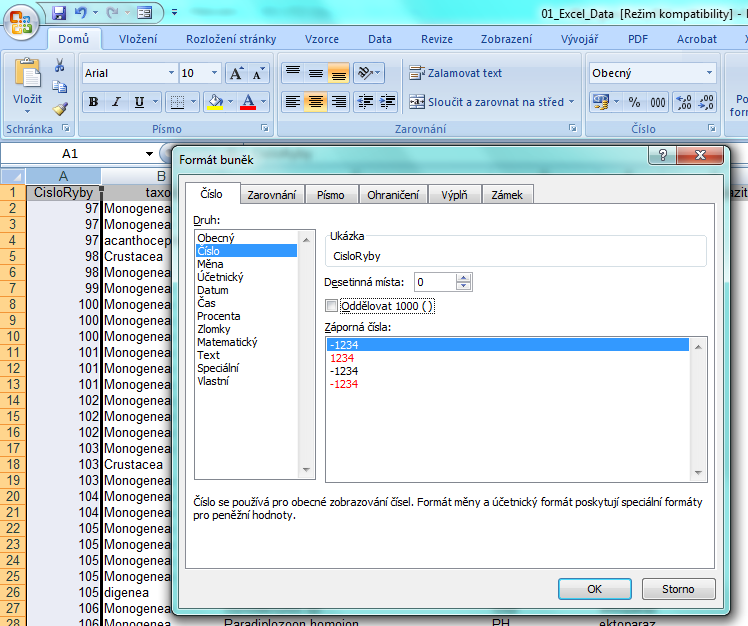 01_Excel_Data [Režim kompatibility] -
Domů Vložení Rozložení stránky Vzorce Data Revize Zobrazení Vývojář PDF Acrobat
Vložit
Arial 10
Zalamovat text
Obecný
B I U
Sloučit a zarovnat na střed
% 000
Schránka Písmo Zarovnání Číslo
A1
Formát buněk
Číslo Zarovnání Písmo Ohraničení Výplň Zámek
Druh:
Obecný
Číslo
Měna
Účetnický
Datum
Čas
Procenta
Zlomky
Matematický
Text
Speciální
Vlastní
Ukázka
CisloRyby
Desetinná místa: 0
Oddělovat 1000 ( )
Záporná čísla:
-1234
1234
-1234
-1234
Číslo se používá pro obecné zobrazování čísel. Formát měny a účetnický formát poskytují speciální formáty
pro peněžní hodnoty.
OK Storno
A B
1 CisloRyby taxo
2 97 Monogenea
3 97 Monogenea
4 97 acanthocep
5 98 Crustacea
6 98 Monogenea
7 99 Monogenea
8 100 Monogenea
9 100 Monogenea
10 100 Monogenea
11 101 Monogenea
12 101 Monogenea
13 101 Monogenea
14 102 Monogenea
15 102 Monogenea
16 102 Monogenea
17 103 Monogenea
18 103 Crustacea
19 103 Monogenea
20 104 Monogenea
21 104 Monogenea
22 105 Monogenea
23 105 Monogenea
24 105 Monogenea
25 105 Monogenea
26 105 digenea
27 106 Monogenea
28 106 Monogenea Paradiplozoon homoion PH ektoparaz